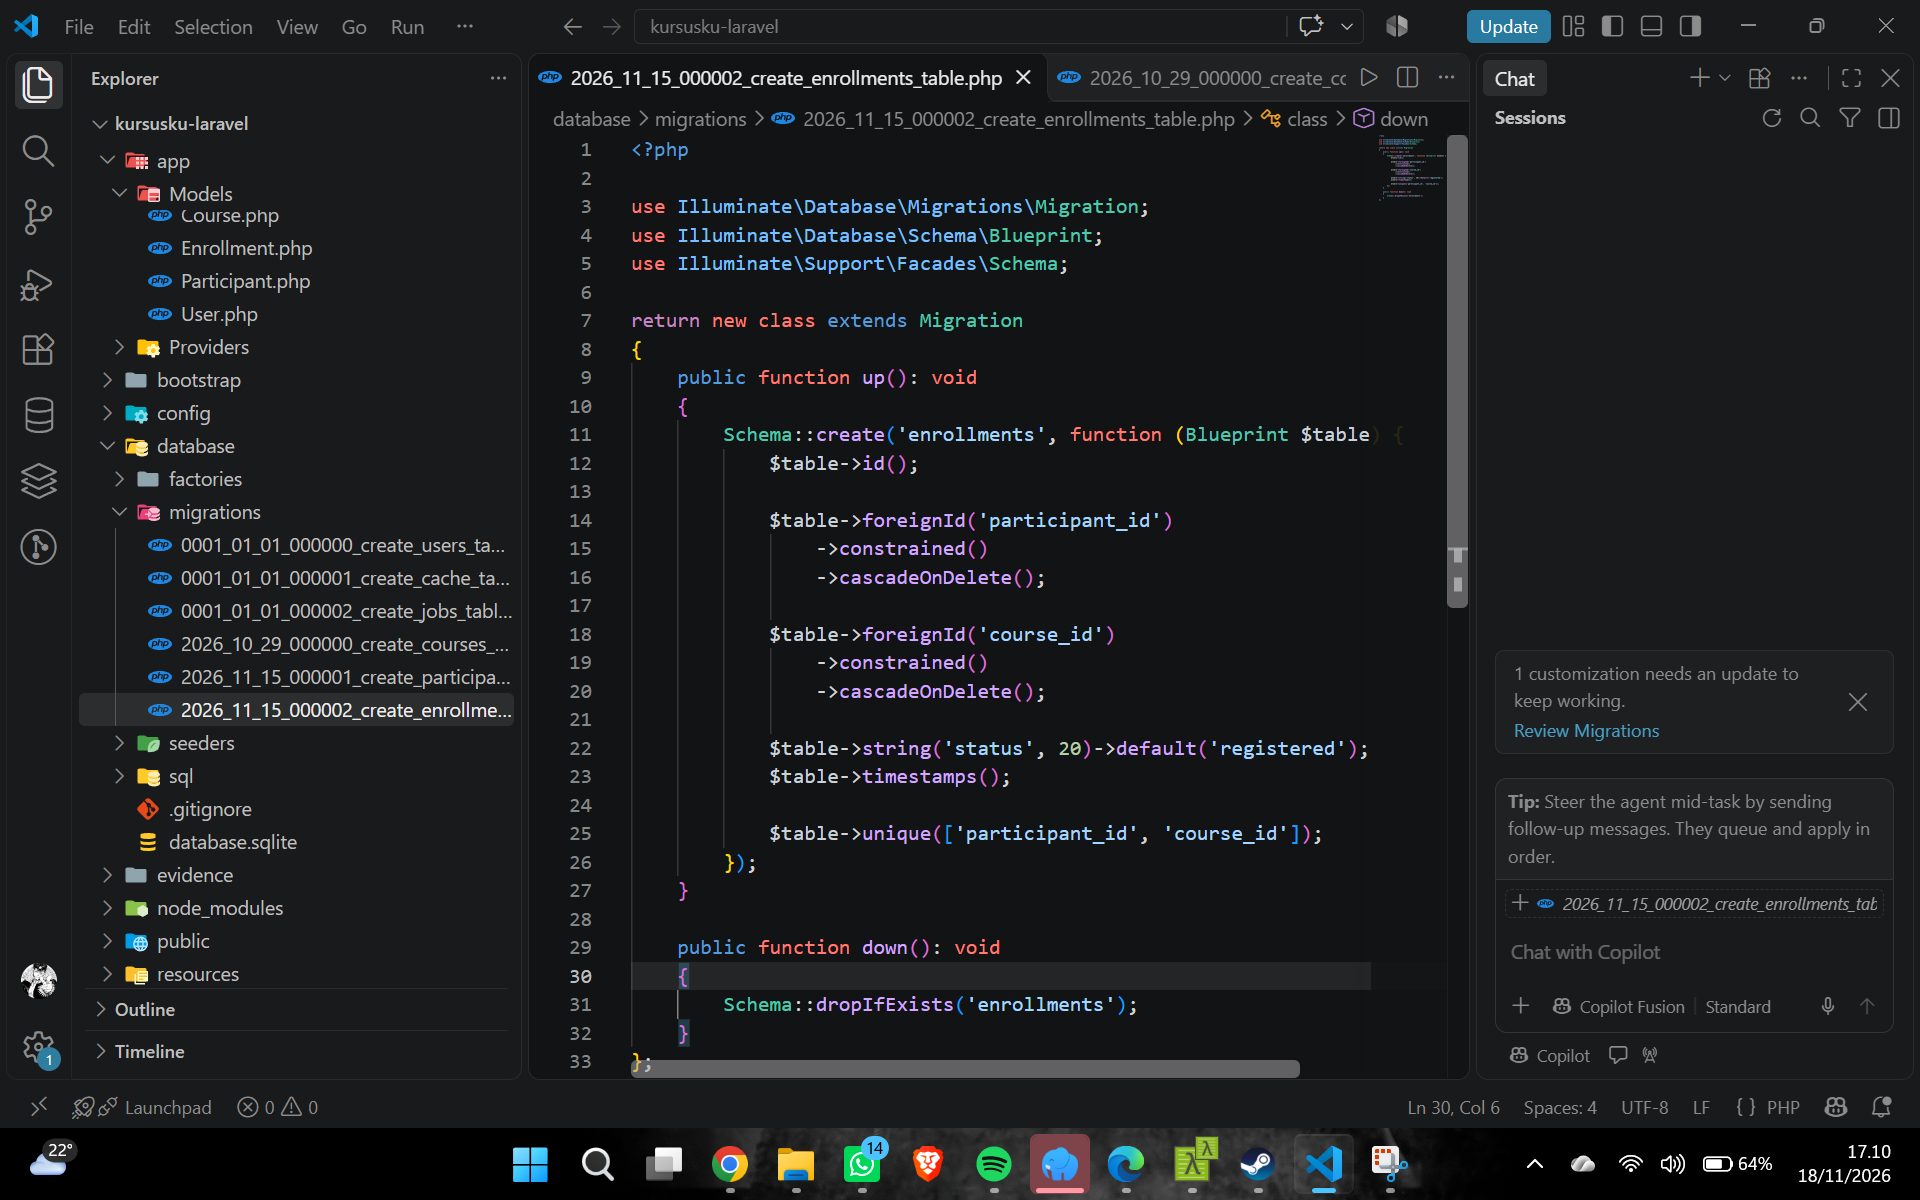 File Edit Selection View Go Run ···
kursusku-laravel
Update
Explorer
kursusku-laravel
app
Models
Course.php
Enrollment.php
Participant.php
User.php
Providers
bootstrap
config
database
factories
migrations
0001_01_01_000000_create_users_ta...
0001_01_01_000001_create_cache_ta...
0001_01_01_000002_create_jobs_tabl...
2026_10_29_000000_create_courses_...
2026_11_15_000001_create_participa...
2026_11_15_000002_create_enrollme...
seeders
sql
.gitignore
database.sqlite
evidence
node_modules
public
resources
Outline
Timeline
1
php 2026_11_15_000002_create_enrollments_table.php
php 2026_10_29_000000_create_cc
database > migrations > php 2026_11_15_000002_create_enrollments_table.php > class > down
1 <?php
2
3 use Illuminate\Database\Migrations\Migration;
4 use Illuminate\Database\Schema\Blueprint;
5 use Illuminate\Support\Facades\Schema;
6
7 return new class extends Migration
8 {
9 public function up(): void
10 {
11 Schema::create('enrollments', function (Blueprint $table) {
12 $table->id();
13
14 $table->foreignId('participant_id')
15 ->constrained()
16 ->cascadeOnDelete();
17
18 $table->foreignId('course_id')
19 ->constrained()
20 ->cascadeOnDelete();
21
22 $table->string('status', 20)->default('registered');
23 $table->timestamps();
24
25 $table->unique(['participant_id', 'course_id']);
26 });
27 }
28
29 public function down(): void
30 {
31 Schema::dropIfExists('enrollments');
32 }
33 };
Chat
Sessions
1 customization needs an update to
keep working.
Review Migrations
Tip: Steer the agent mid-task by sending
follow-up messages. They queue and apply in
order.
php 2026_11_15_000002_create_enrollments_tab
Chat with Copilot
Copilot Fusion | Standard
Copilot
Launchpad 0 0
Ln 30, Col 6 Spaces: 4 UTF-8 LF { } PHP
22°
14
64%
17.10
18/11/2026